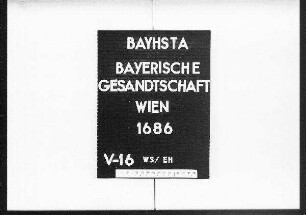 BAYHSTA
BAYERISCHE
GESANDTSCHAFT
WIEN
1686
V-16 WS/ EH